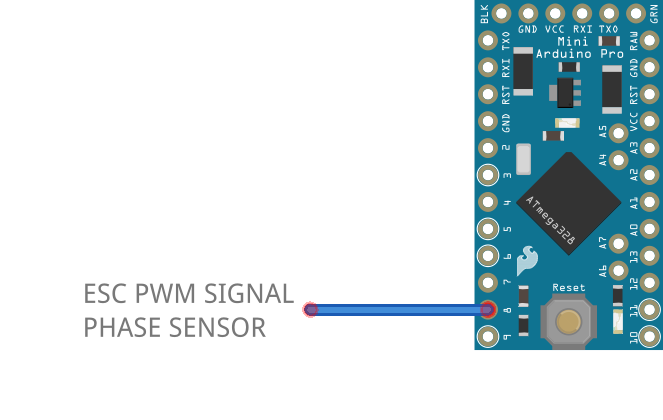 BLK
GRN
GND VCC RXI TXO
Mini
Arduino Pro
TXO
RXI
RST
GND
2
3
4
5
6
7
8
9
RAW
GND
RST
VCC
A3
A2
A1
A0
13
12
11
10
A5
A4
A7
A6
ATmega328
Reset
ESC PWM SIGNAL
PHASE SENSOR